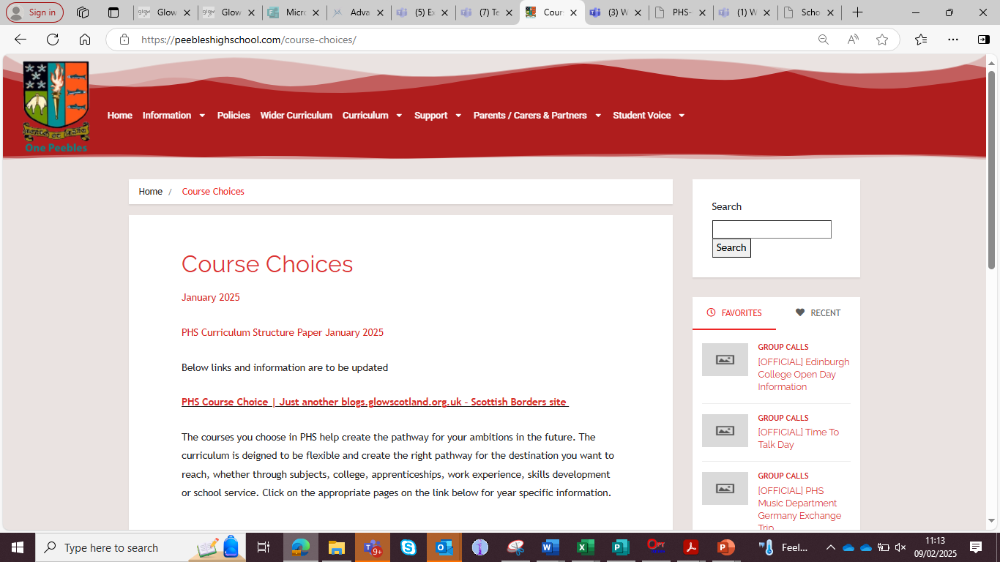 Sign in
Glow
Glow
Micro
Adva
(5) E
(7) Te
Cour
(3) W
PHS-
(1) W
Scho
https://peebleshighschool.com/course-choices/
One Peebles
Home Information Policies Wider Curriculum Curriculum Support Parents / Carers & Partners Student Voice
Home / Course Choices
Course Choices
January 2025
PHS Curriculum Structure Paper January 2025
Below links and information are to be updated
PHS Course Choice | Just another blogs.glowscotland.org.uk – Scottish Borders site
The courses you choose in PHS help create the pathway for your ambitions in the future. The
curriculum is deigned to be flexible and create the right pathway for the destination you want to
reach, whether through subjects, college, apprenticeships, work experience, skills development
or school service. Click on the appropriate pages on the link below for year specific information.
Search
Search
FAVORITES
RECENT
GROUP CALLS
[OFFICIAL] Edinburgh
College Open Day
Information
GROUP CALLS
[OFFICIAL] Time To
Talk Day
GROUP CALLS
[OFFICIAL] PHS
Music Department
Germany Exchange
Trip
Type here to search
9+
Feel...
11:13
09/02/2025